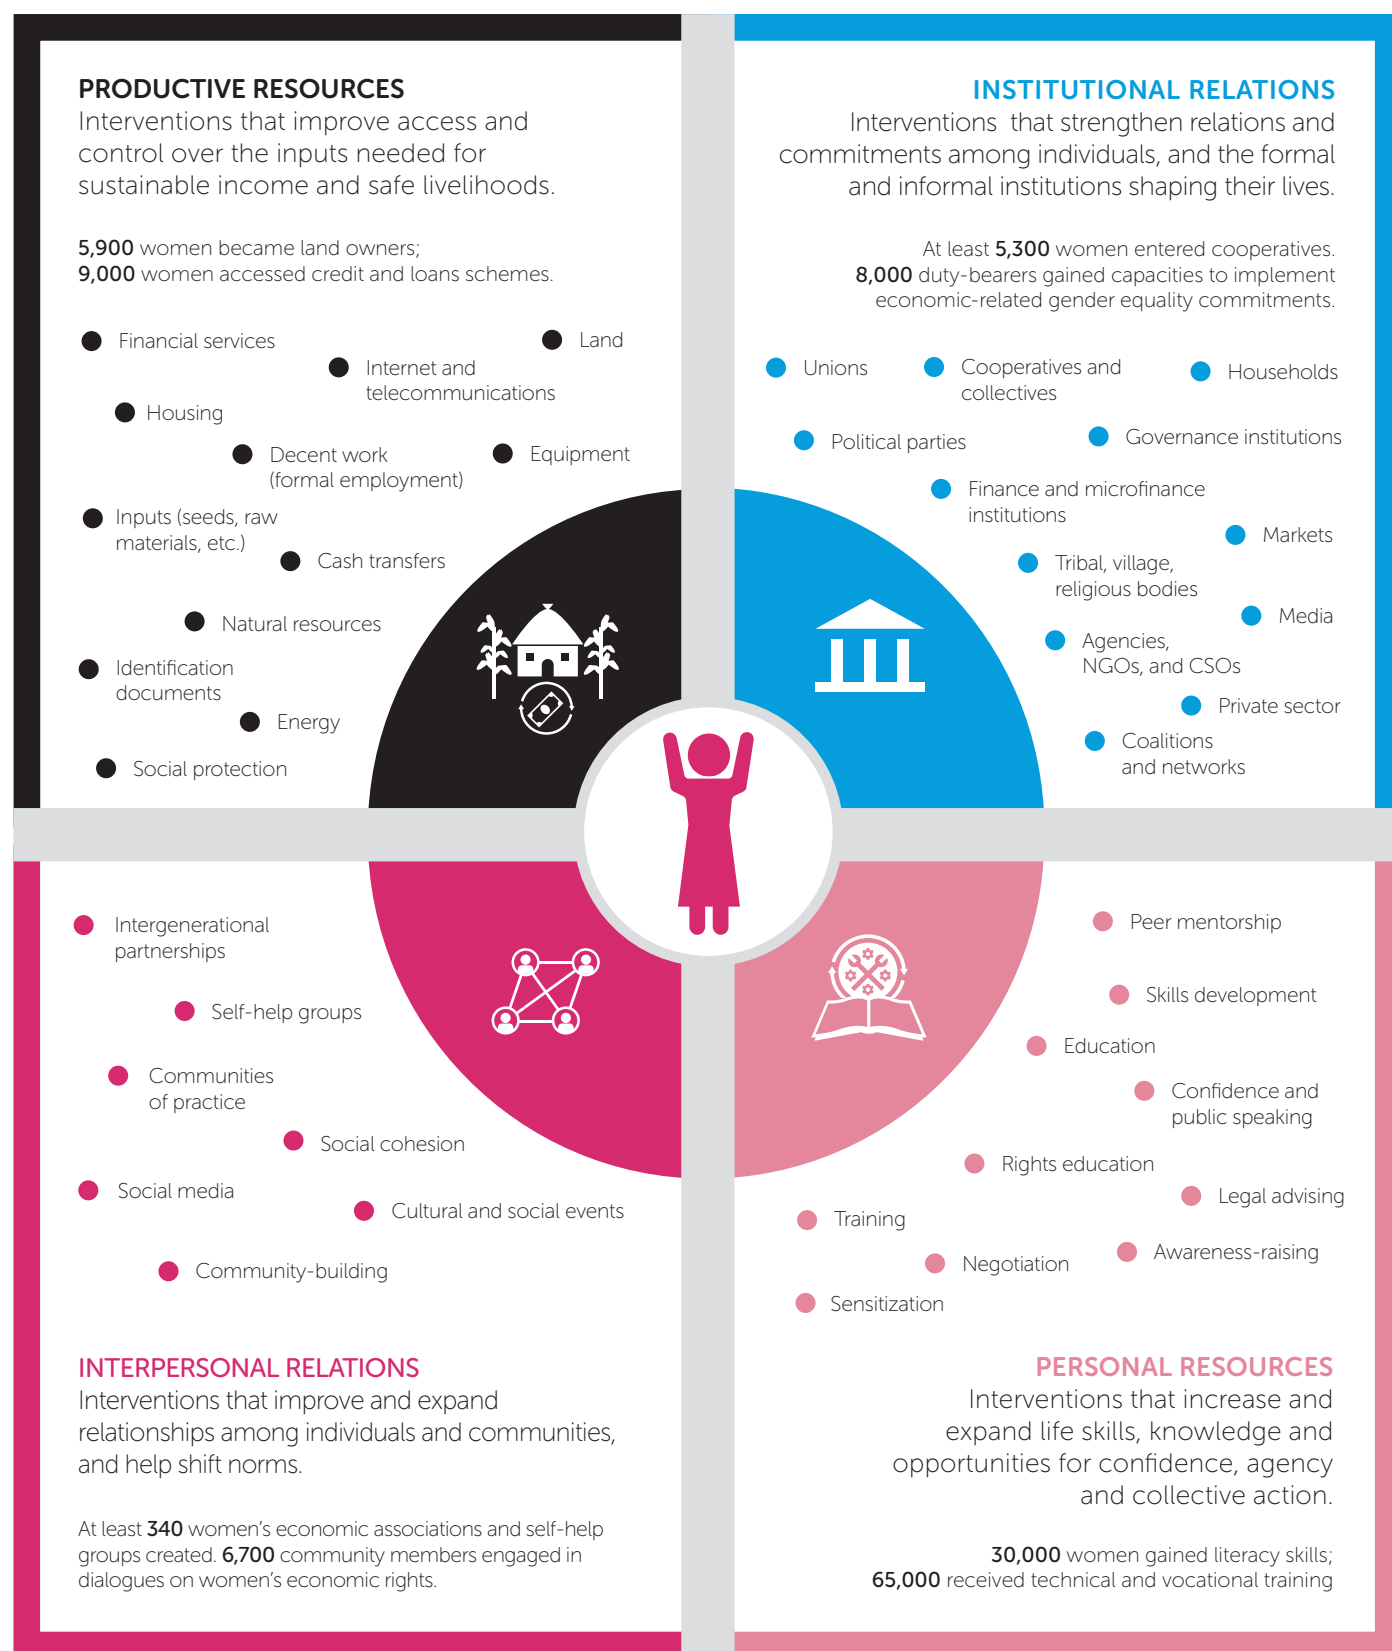 PRODUCTIVE RESOURCES
Interventions that improve access and
control over the inputs needed for
sustainable income and safe livelihoods.
5,900 women became land owners;
9,000 women accessed credit and loans schemes.
Financial services
Land
Internet and
telecommunications
Housing
Decent work
(formal employment)
Equipment
Inputs (seeds, raw
materials, etc.)
Cash transfers
Natural resources
Identification
documents
Energy
Social protection
INSTITUTIONAL RELATIONS
Interventions that strengthen relations and
commitments among individuals, and the formal
and informal institutions shaping their lives.
At least 5,300 women entered cooperatives.
8,000 duty-bearers gained capacities to implement
economic-related gender equality commitments.
Unions
Cooperatives and
collectives
Households
Political parties
Governance institutions
Finance and microfinance
institutions
Markets
Tribal, village,
religious bodies
Media
Agencies,
NGOs, and CSOs
Private sector
Coalitions
and networks
Intergenerational
partnerships
Self-help groups
Communities
of practice
Social cohesion
Social media
Cultural and social events
Community-building
INTERPERSONAL RELATIONS
Interventions that improve and expand
relationships among individuals and communities,
and help shift norms.
At least 340 women's economic associations and self-help
groups created. 6,700 community members engaged in
dialogues on women's economic rights.
Peer mentorship
Skills development
Education
Confidence and
public speaking
Rights education
Legal advising
Training
Awareness-raising
Negotiation
Sensitization
PERSONAL RESOURCES
Interventions that increase and
expand life skills, knowledge and
opportunities for confidence, agency
and collective action.
30,000 women gained literacy skills;
65,000 received technical and vocational training